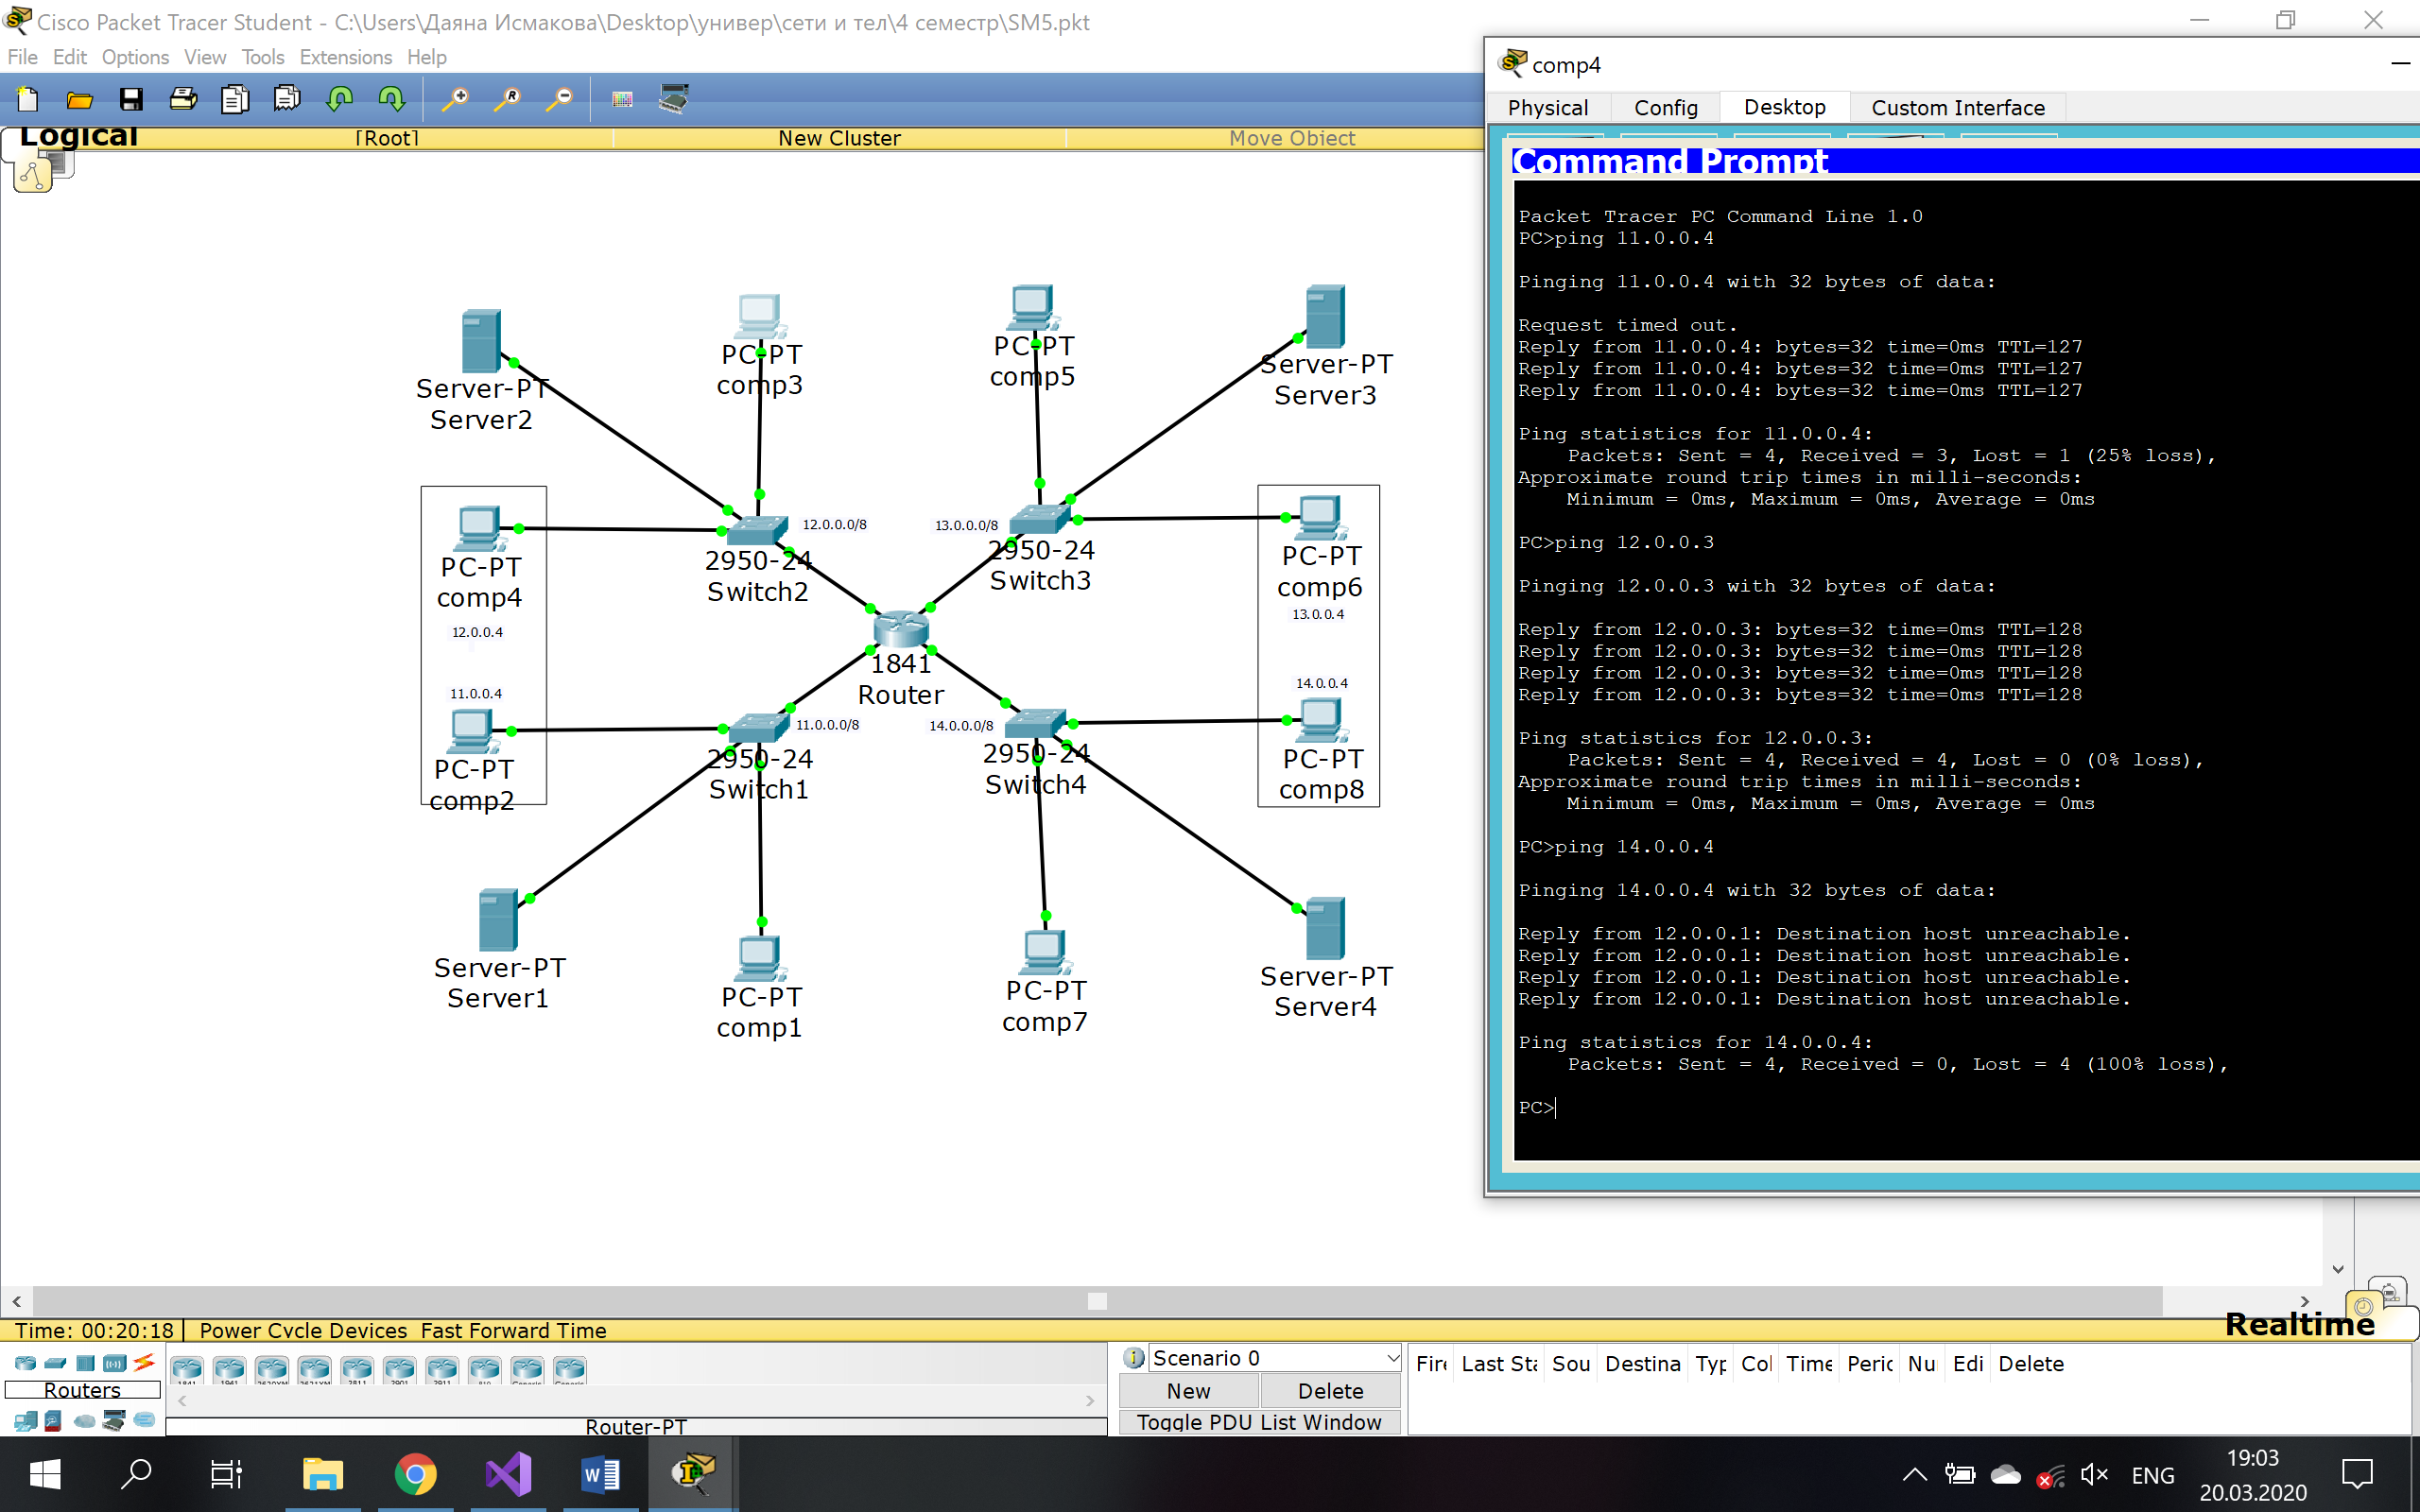 Cisco Packet Tracer Student - C:\Users\Даяна Исмакова\Desktop\универ\сети и тел\4 семестр\SM5.pkt
File Edit Options View Tools Extensions Help
Logical
[Root]
New Cluster
Move Object
Server-PT
Server2
PC-PT
comp3
PC-PT
comp5
Server-PT
Server3
PC-PT
comp4
12.0.0.4
2950-24
Switch2
12.0.0.0/8
13.0.0.0/8
2950-24
Switch3
PC-PT
comp6
13.0.0.4
1841
Router
11.0.0.4
PC-PT
comp2
2950-24
Switch1
11.0.0.0/8
14.0.0.0/8
2950-24
Switch4
14.0.0.4
PC-PT
comp8
Server-PT
Server1
PC-PT
comp1
PC-PT
comp7
Server-PT
Server4
comp4
Physical Config Desktop Custom Interface
Command Prompt
Packet Tracer PC Command Line 1.0
PC>ping 11.0.0.4
Pinging 11.0.0.4 with 32 bytes of data:
Request timed out.
Reply from 11.0.0.4: bytes=32 time=0ms TTL=127
Reply from 11.0.0.4: bytes=32 time=0ms TTL=127
Reply from 11.0.0.4: bytes=32 time=0ms TTL=127
Ping statistics for 11.0.0.4:
Packets: Sent = 4, Received = 3, Lost = 1 (25% loss),
Approximate round trip times in milli-seconds:
Minimum = 0ms, Maximum = 0ms, Average = 0ms
PC>ping 12.0.0.3
Pinging 12.0.0.3 with 32 bytes of data:
Reply from 12.0.0.3: bytes=32 time=0ms TTL=128
Reply from 12.0.0.3: bytes=32 time=0ms TTL=128
Reply from 12.0.0.3: bytes=32 time=0ms TTL=128
Reply from 12.0.0.3: bytes=32 time=0ms TTL=128
Ping statistics for 12.0.0.3:
Packets: Sent = 4, Received = 4, Lost = 0 (0% loss),
Approximate round trip times in milli-seconds:
Minimum = 0ms, Maximum = 0ms, Average = 0ms
PC>ping 14.0.0.4
Pinging 14.0.0.4 with 32 bytes of data:
Reply from 12.0.0.1: Destination host unreachable.
Reply from 12.0.0.1: Destination host unreachable.
Reply from 12.0.0.1: Destination host unreachable.
Reply from 12.0.0.1: Destination host unreachable.
Ping statistics for 14.0.0.4:
Packets: Sent = 4, Received = 0, Lost = 4 (100% loss),
PC>
Time: 00:20:18 Power Cycle Devices Fast Forward Time
Realtime
Routers
Router-PT
Scenario 0
New Delete
Toggle PDU List Window
Fire Last Sta Sou Destina Typ Col Time Peric Nu Edi Delete
ENG
19:03
20.03.2020